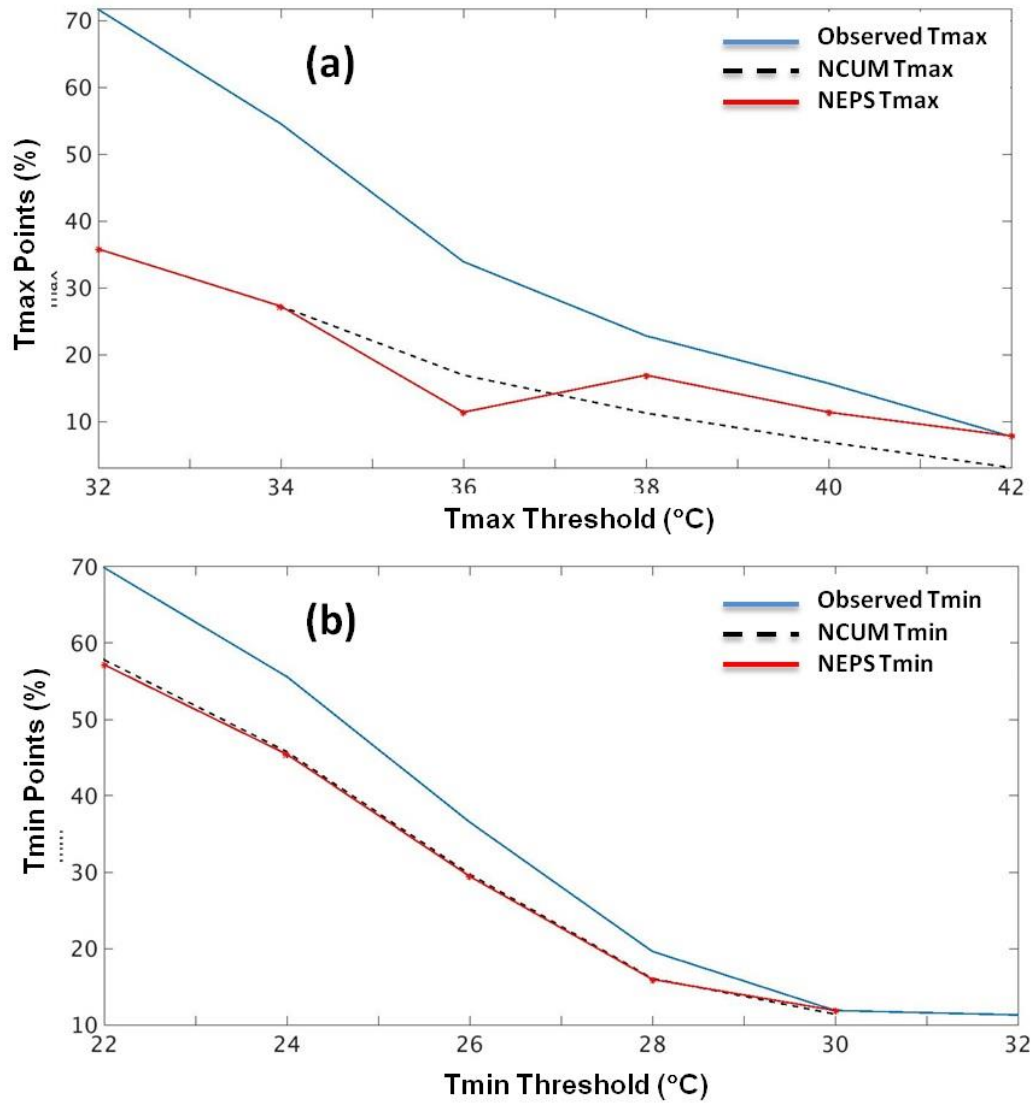 70
60
50
40
30
20
10
Tmax Points (%)
max
(a)
Observed Tmax
NCUM Tmax
NEPS Tmax
32 34 36 38 40 42
Tmax Threshold (°C)
70
60
50
40
30
20
10
Tmin Points (%)
(b)
Observed Tmin
NCUM Tmin
NEPS Tmin
22 24 26 28 30 32
Tmin Threshold (°C)